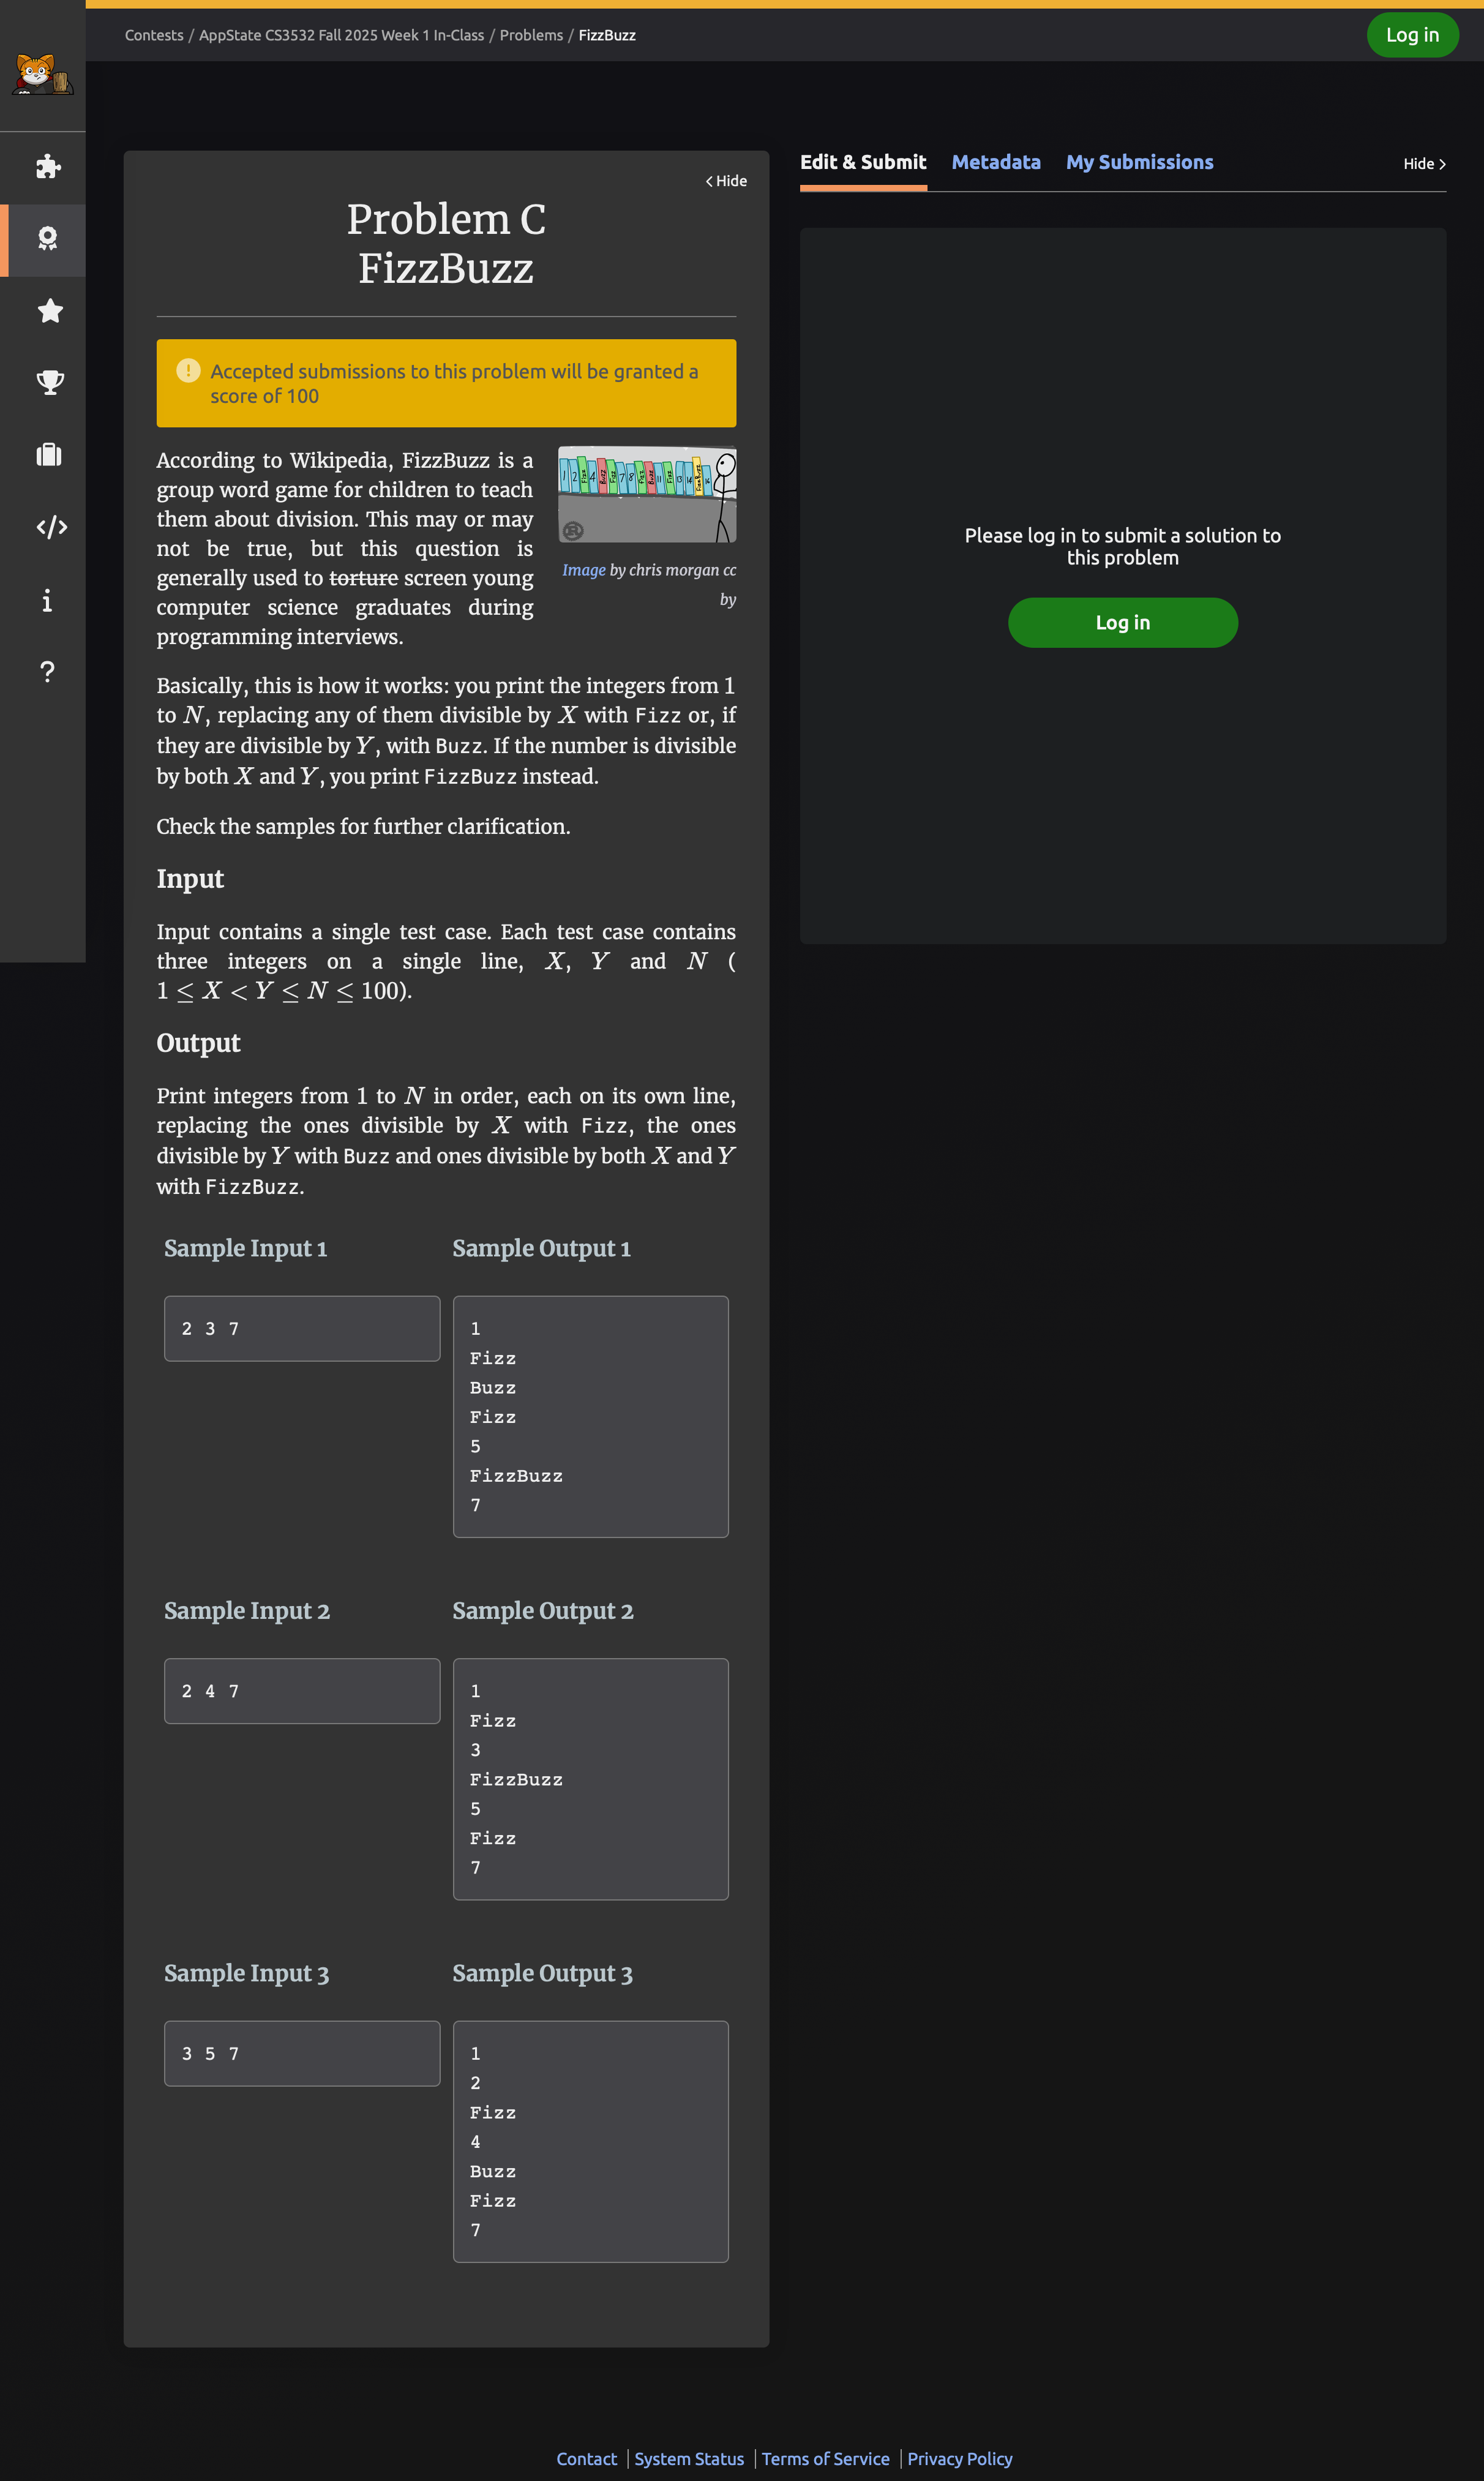 Contests / AppState CS3532 Fall 2025 Week 1 In-Class / Problems / FizzBuzz
Log in
Hide
Problem C
FizzBuzz
Accepted submissions to this problem will be granted a
score of 100
According to Wikipedia, FizzBuzz is a
group word game for children to teach
them about division. This may or may
not be true, but this question is
generally used to torture screen young
computer science graduates during
programming interviews.
Image by chris morgan cc
by
Basically, this is how it works: you print the integers from 1
to N, replacing any of them divisible by X with Fizz or, if
they are divisible by Y, with Buzz. If the number is divisible
by both X and Y, you print FizzBuzz instead.
Check the samples for further clarification.
Input
Input contains a single test case. Each test case contains
three integers on a single line, X, Y and N (
1 ≤ X < Y ≤ N ≤ 100).
Output
Print integers from 1 to N in order, each on its own line,
replacing the ones divisible by X with Fizz, the ones
divisible by Y with Buzz and ones divisible by both X and Y
with FizzBuzz.
Sample Input 1
Sample Output 1
2 3 7
1
Fizz
Buzz
Fizz
5
FizzBuzz
7
Sample Input 2
Sample Output 2
2 4 7
1
Fizz
3
FizzBuzz
5
Fizz
7
Sample Input 3
Sample Output 3
3 5 7
1
2
Fizz
4
Buzz
Fizz
7
Edit & Submit
Metadata
My Submissions
Hide
Please log in to submit a solution to
this problem
Log in
Contact
System Status
Terms of Service
Privacy Policy